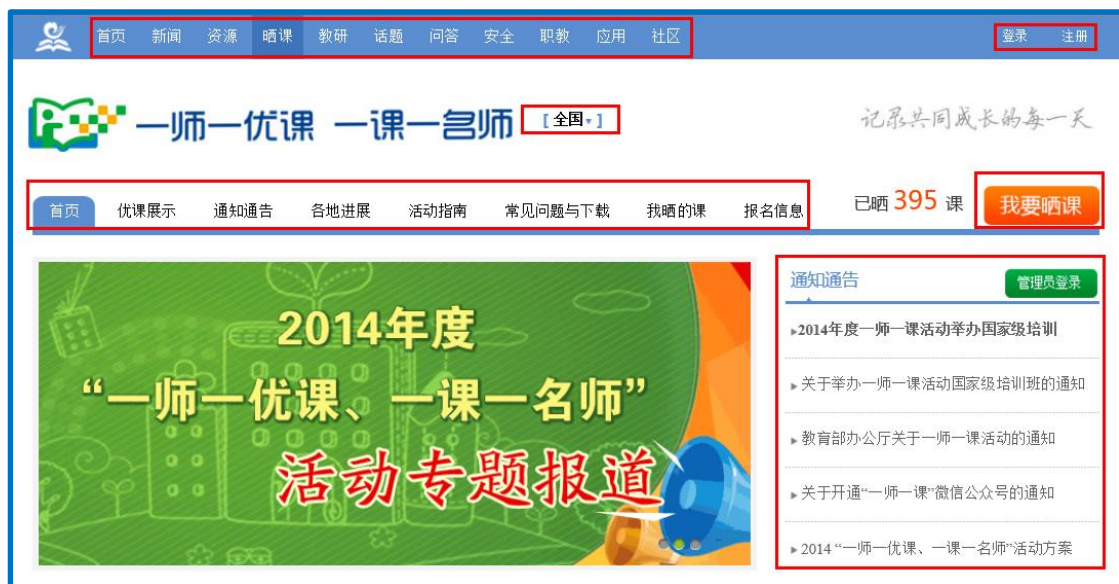 首页 新闻 资源 晒课 教研 话题 问答 安全 职教 应用 社区 登录 注册
一师一优课 一课一名师 [全国▾]
记录共同成长的每一天
首页 优课展示 通知通告 各地进展 活动指南 常见问题与下载 我晒的课 报名信息 已晒 395 课 我要晒课
2014年度
“一师一优课、一课一名师”
活动专题报道
通知通告 管理员登录
▸2014年度一师一课活动举办国家级培训
▸关于举办一师一课活动国家级培训班的通知
▸教育部办公厅关于一师一课活动的通知
▸关于开通“一师一课”微信公众号的通知
▸2014 “一师一优课、一课一名师”活动方案